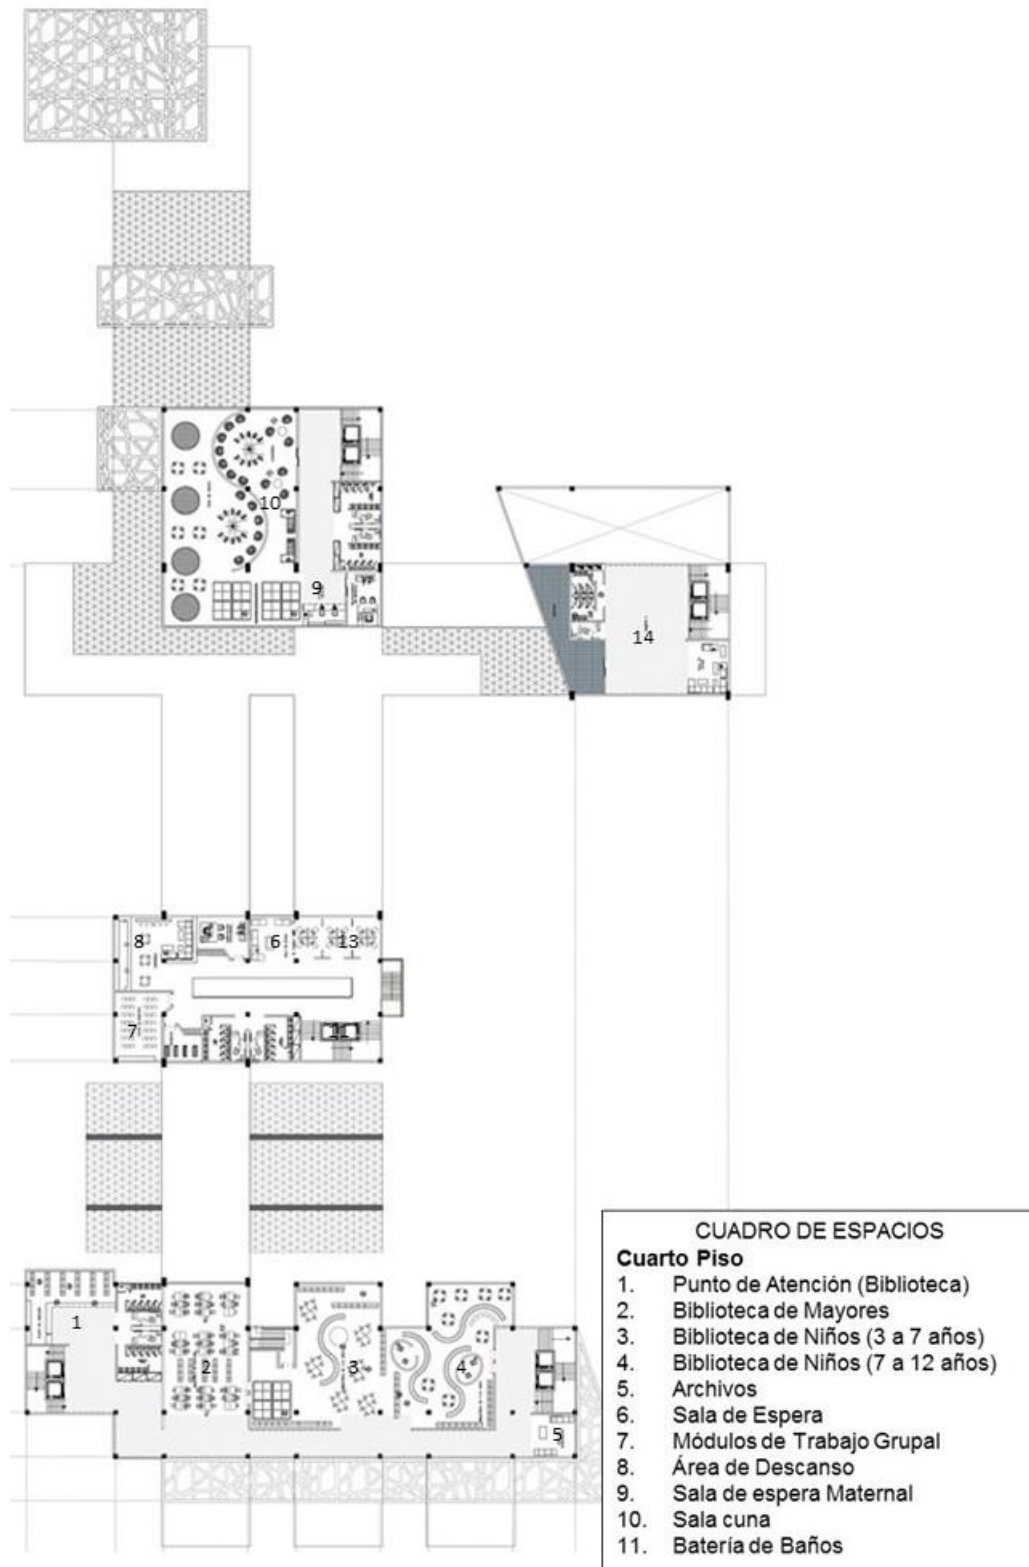 10
9
14
8
6
13
7
11
1
2
3
4
5
CUADRO DE ESPACIOS
Cuarto Piso
1. Punto de Atención (Biblioteca)
2. Biblioteca de Mayores
3. Biblioteca de Niños (3 a 7 años)
4. Biblioteca de Niños (7 a 12 años)
5. Archivos
6. Sala de Espera
7. Módulos de Trabajo Grupal
8. Área de Descanso
9. Sala de espera Maternal
10. Sala cuna
11. Batería de Baños